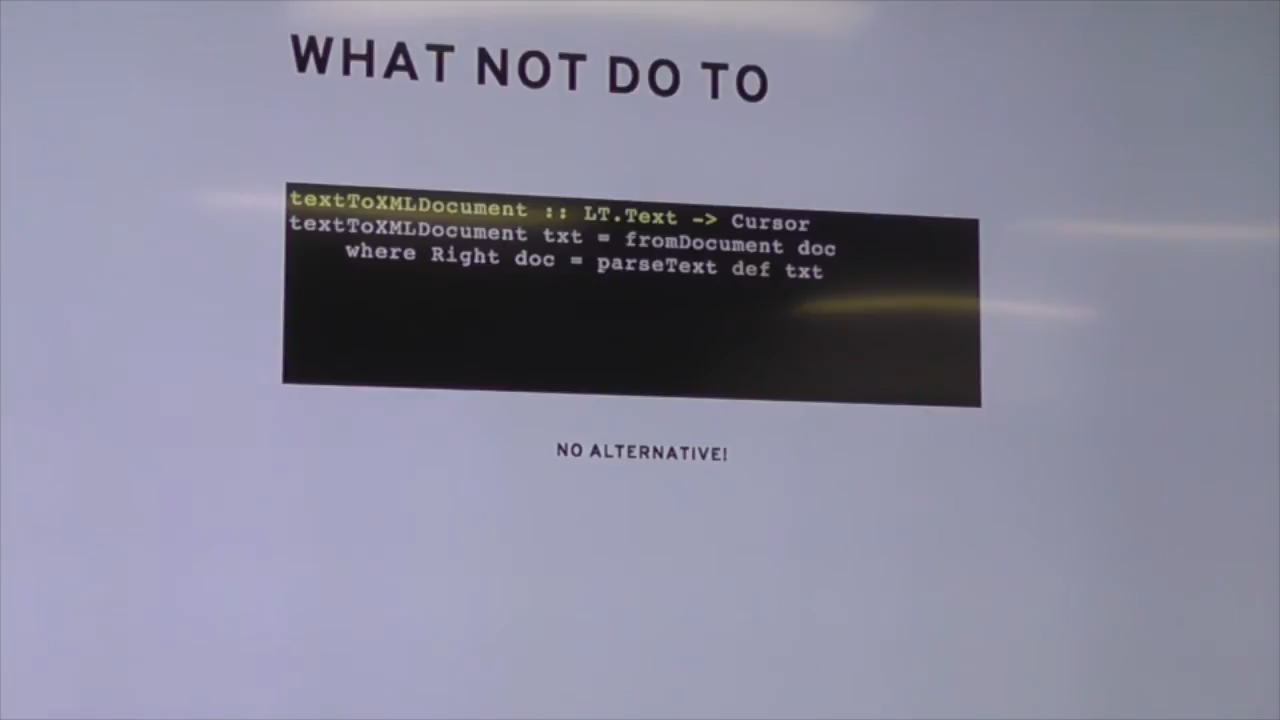 WHAT NOT DO TO
textToXMLDocument :: LT.Text -> Cursor
textToXMLDocument txt = fromDocument doc
    where Right doc = parseText def txt
NO ALTERNATIVE!